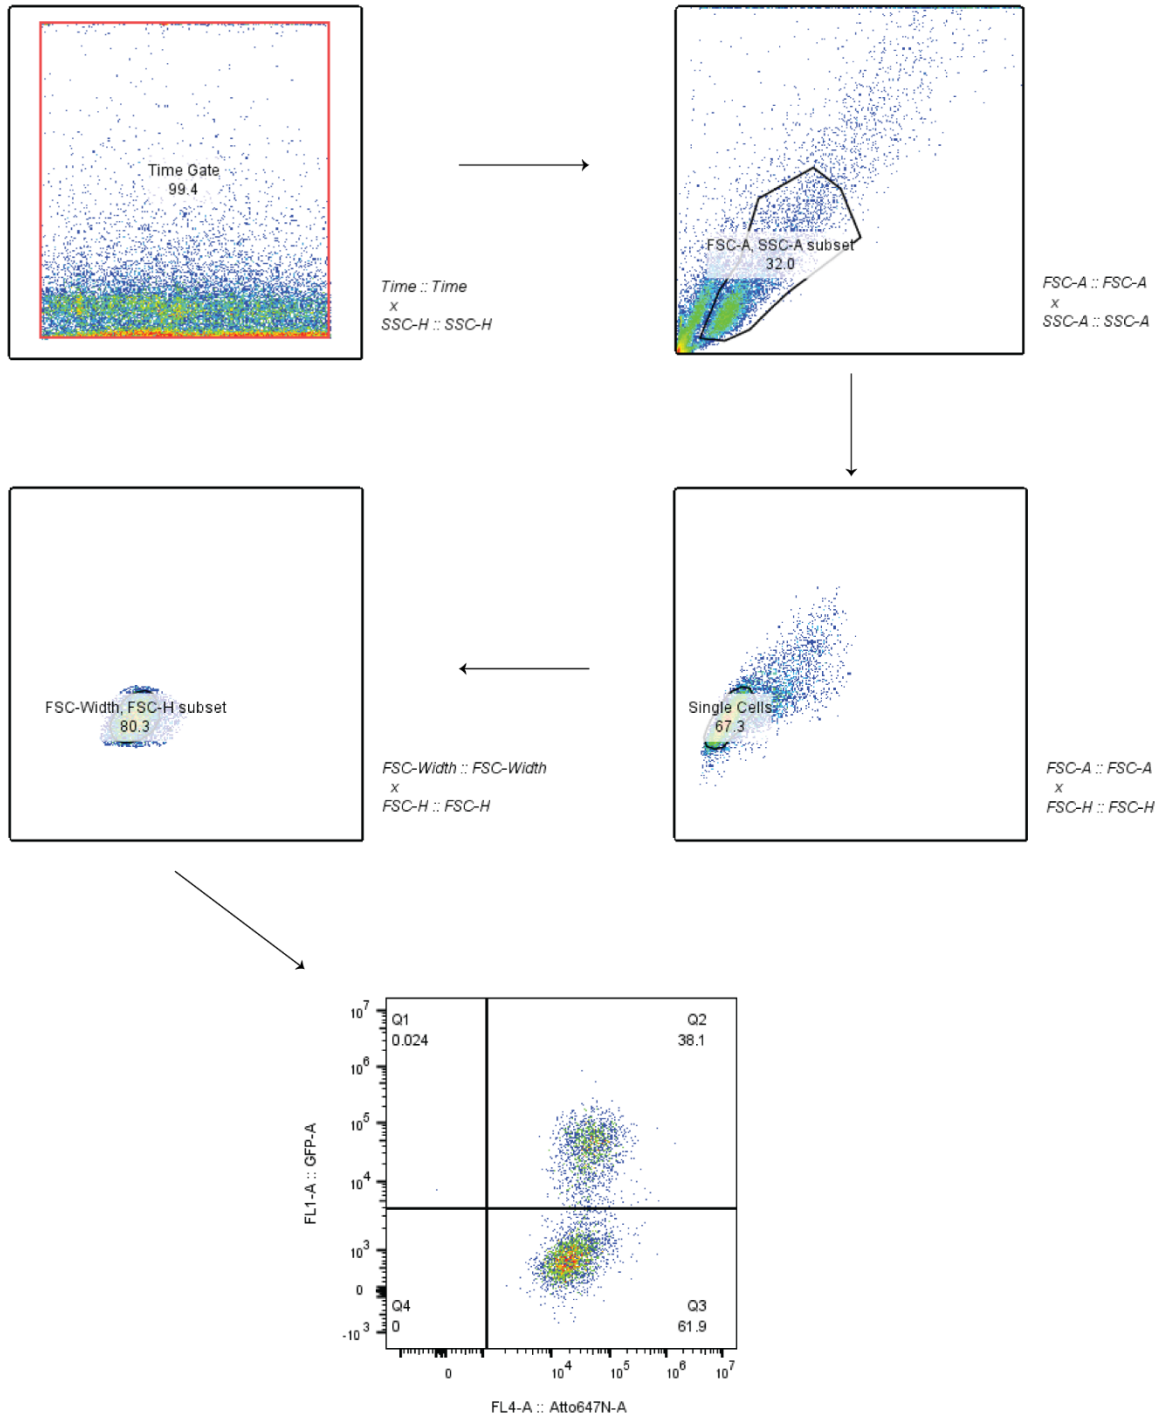 Time Gate
99.4
Time :: Time
x
SSC-H :: SSC-H
FSC-A, SSC-A subset
32.0
FSC-A :: FSC-A
x
SSC-A :: SSC-A
FSC-Width, FSC-H subset
80.3
FSC-Width :: FSC-Width
x
FSC-H :: FSC-H
Single Cells
67.3
FSC-A :: FSC-A
x
FSC-H :: FSC-H
Q1
0.024
Q2
38.1
Q4
0
Q3
61.9
10^7
10^6
10^5
10^4
10^3
0
-10^3
FL1-A :: GFP-A
0
10^4
10^5
10^6
10^7
FL4-A :: Atto647N-A